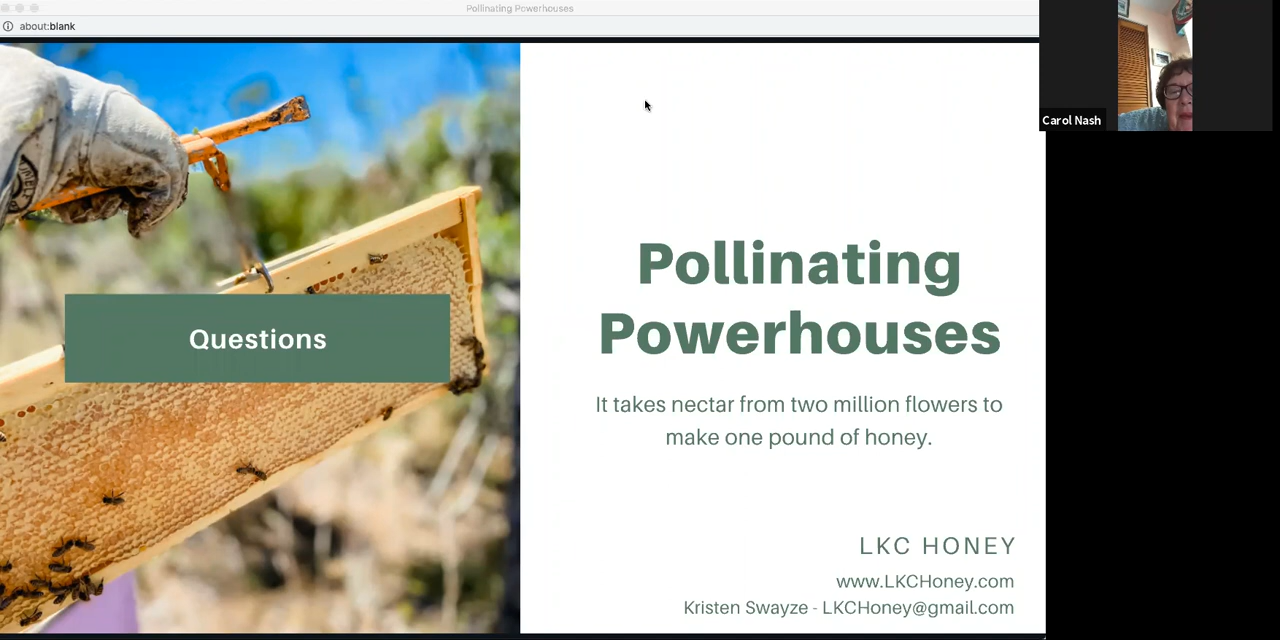 Pollinating Powerhouses
about:blank
Carol Nash
Questions
Pollinating
Powerhouses
It takes nectar from two million flowers to
make one pound of honey.
LKC HONEY
www.LKCHoney.com
Kristen Swayze - LKCHoney@gmail.com